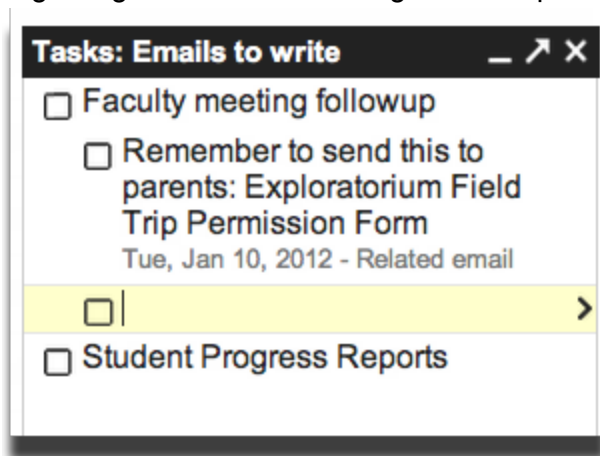 Tasks: Emails to write
Faculty meeting followup
Remember to send this to
parents: Exploratorium Field
Trip Permission Form
Tue, Jan 10, 2012 - Related email
Student Progress Reports